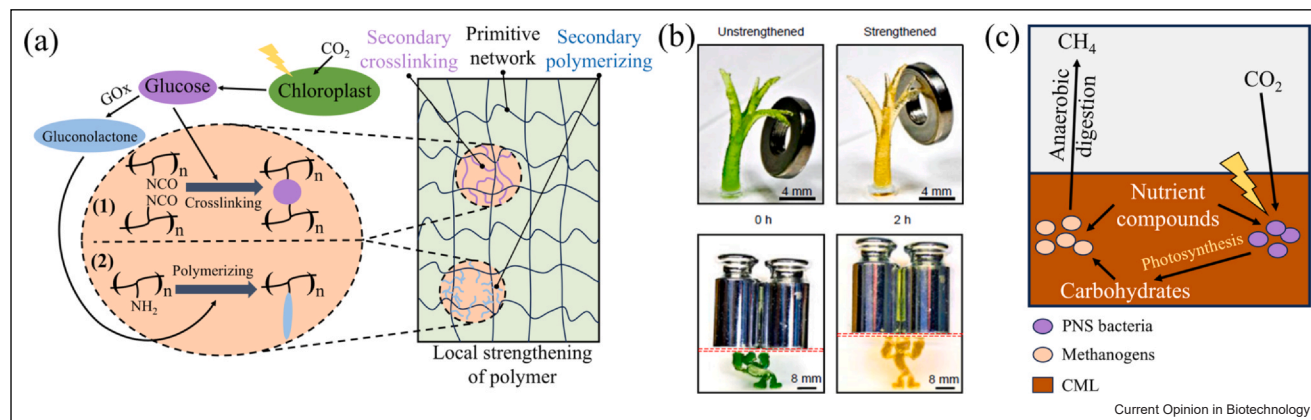 (a)
CO2
Chloroplast
Glucose
GOx
Gluconolactone
n
n
NCO
NCO
Crosslinking
n
n
(1)
(2)
Polymerizing
n
NH2
n
Secondary
crosslinking
Primitive
network
Secondary
polymerizing
Local strengthening
of polymer
(b)
Unstrengthened
Strengthened
4 mm
4 mm
0 h
2 h
8 mm
8 mm
(c)
CH4
CO2
Anaerobic
digestion
Nutrient
compounds
Photosynthesis
Carbohydrates
PNS bacteria
Methanogens
CML
Current Opinion in Biotechnology